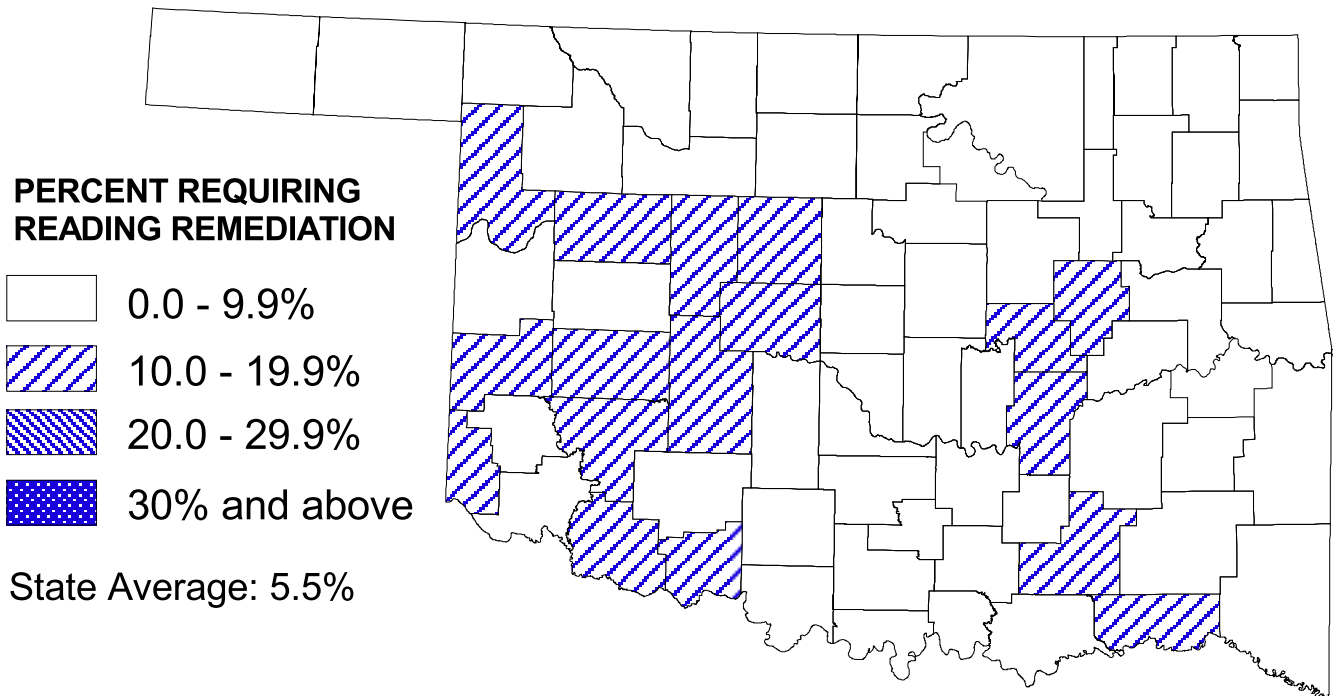 PERCENT REQUIRING
READING REMEDIATION
0.0 - 9.9%
10.0 - 19.9%
20.0 - 29.9%
30% and above
State Average: 5.5%